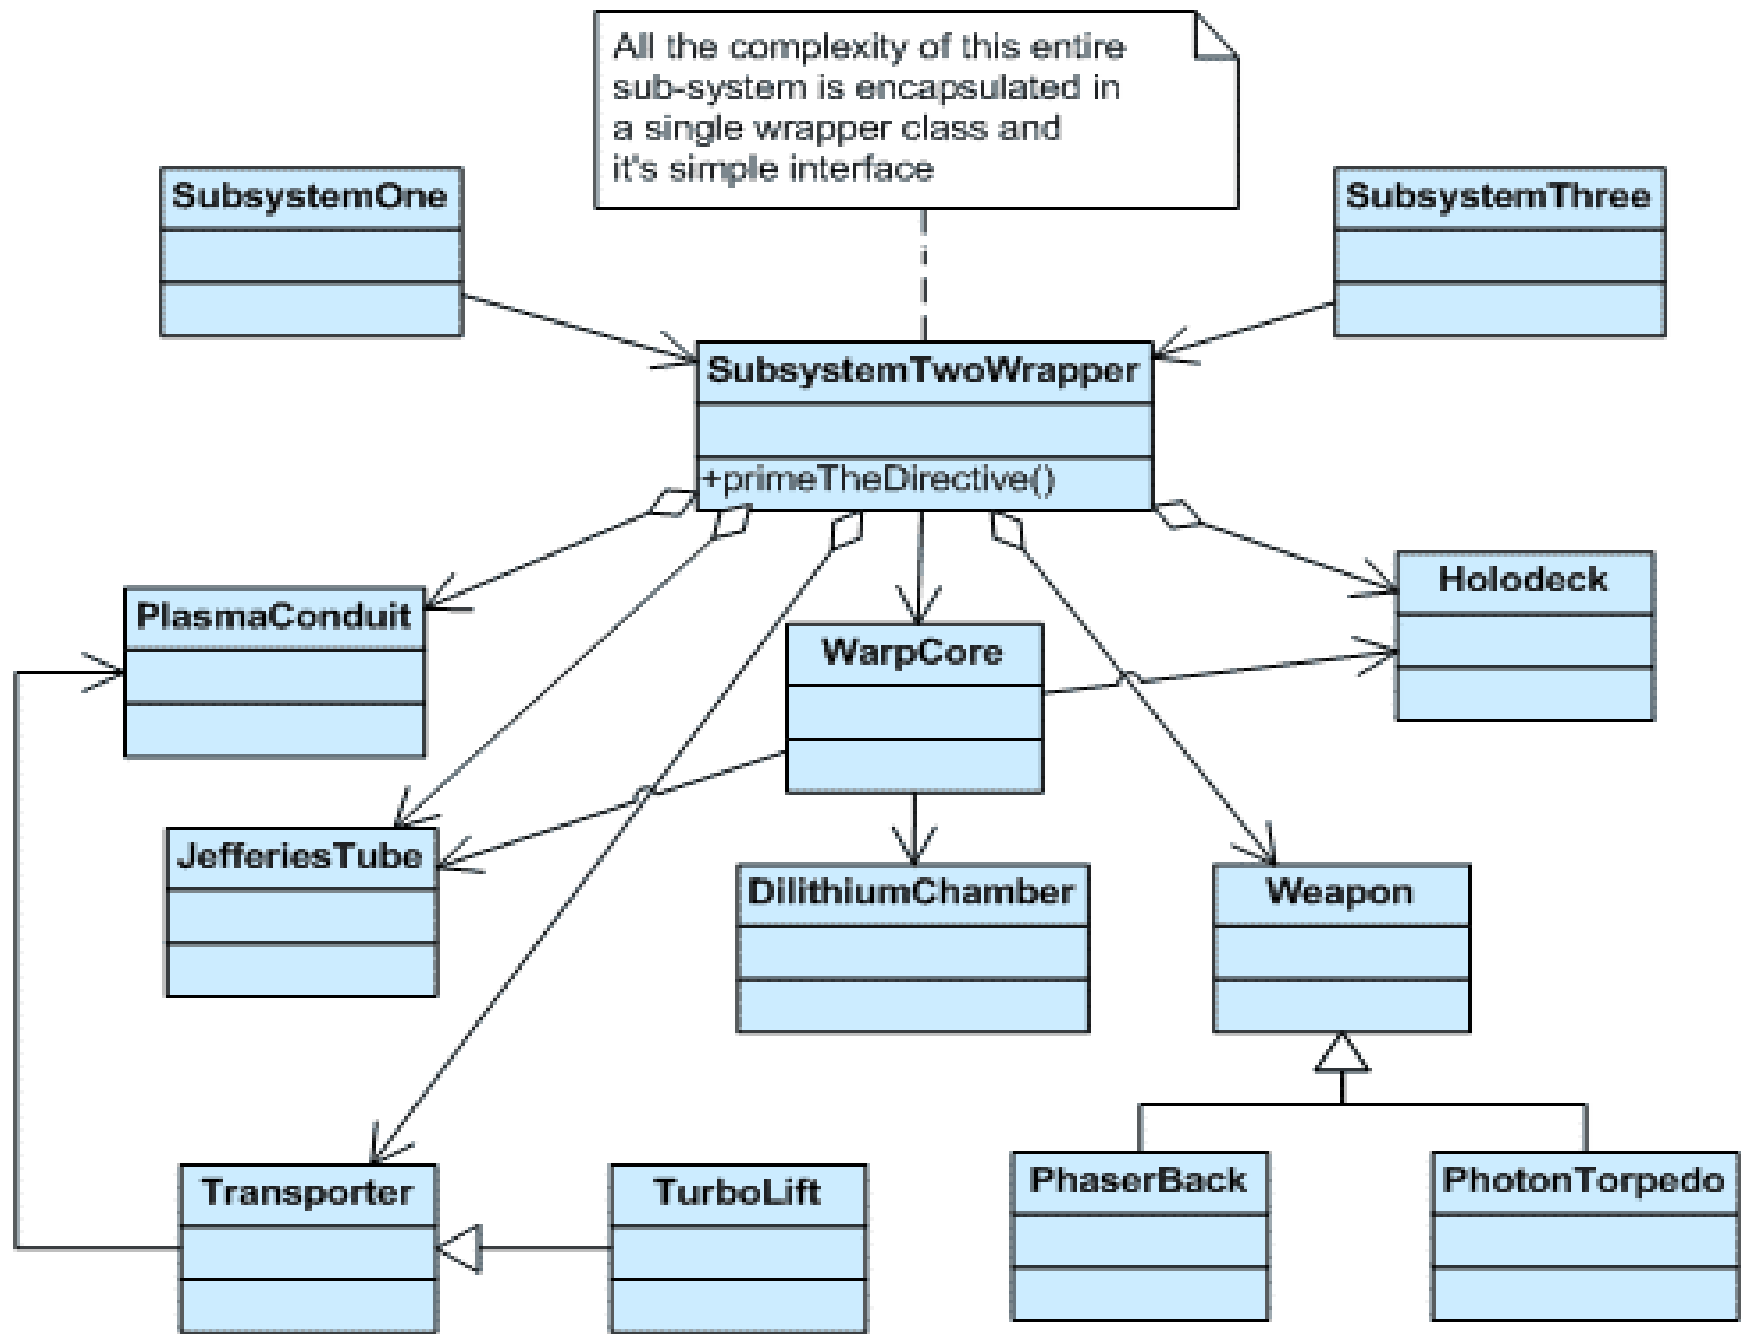 All the complexity of this entire
sub-system is encapsulated in
a single wrapper class and
it's simple interface
SubsystemOne
SubsystemThree
SubsystemTwoWrapper
+primeTheDirective()
PlasmaConduit
WarpCore
Holodeck
JefferiesTube
DilithiumChamber
Weapon
Transporter
TurboLift
PhaserBack
PhotonTorpedo